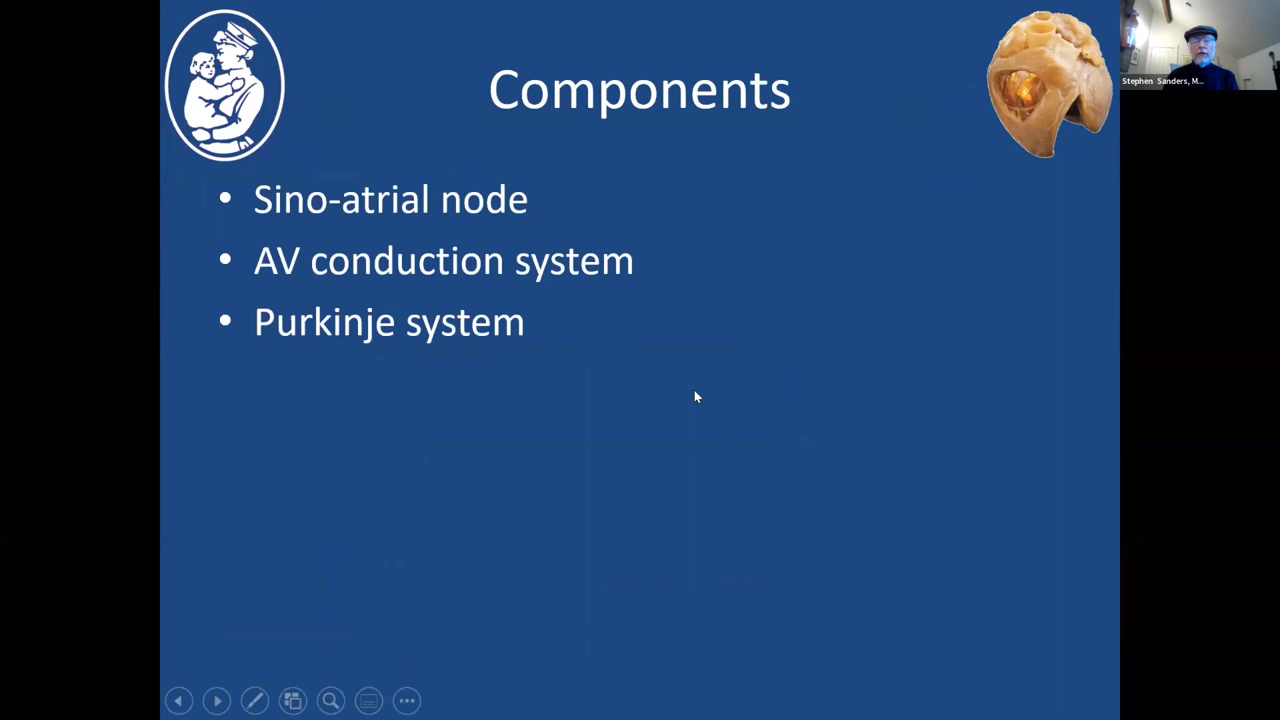 Components
• Sino-atrial node
• AV conduction system
• Purkinje system
Stephen Sanders, M...